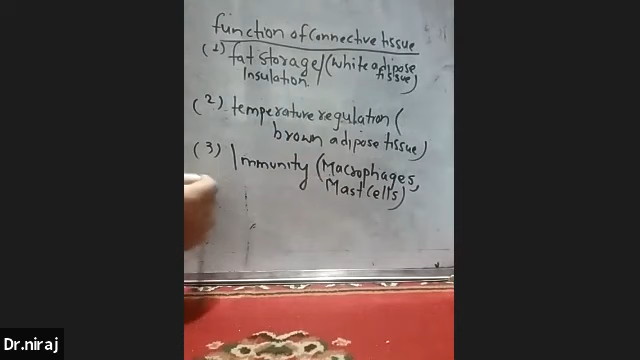 function of connective tissue
(1) fat storage/(white adipose
tissue)
Insulation
(2) temperature regulation (
brown adipose tissue)
(3) Immunity (Macrophages,
Mast Cells)
Dr.niraj